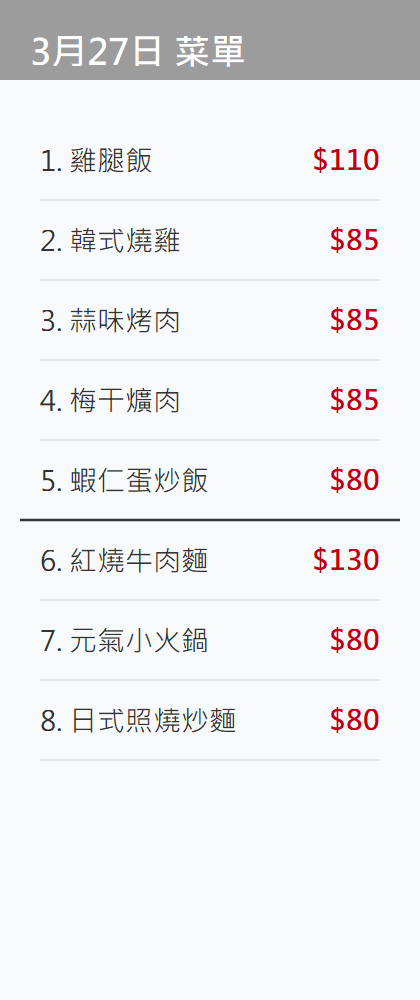 3月27日 菜單
1. 雞腿飯 $110
2. 韓式燒雞 $85
3. 蒜味烤肉 $85
4. 梅干爌肉 $85
5. 蝦仁蛋炒飯 $80
6. 紅燒牛肉麵 $130
7. 元氣小火鍋 $80
8. 日式照燒炒麵 $80